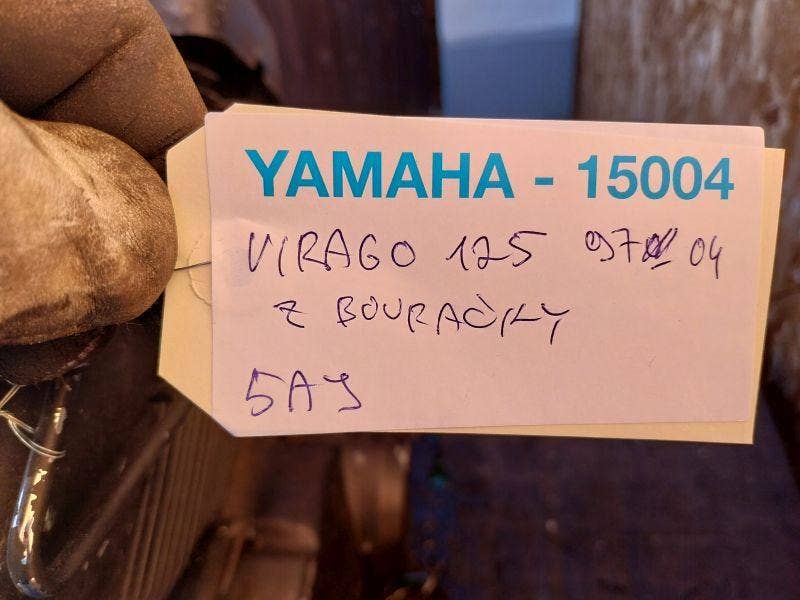 YAMAHA - 15004
VIRAGO 125 97 04
Z BOURAČKY
5AJ